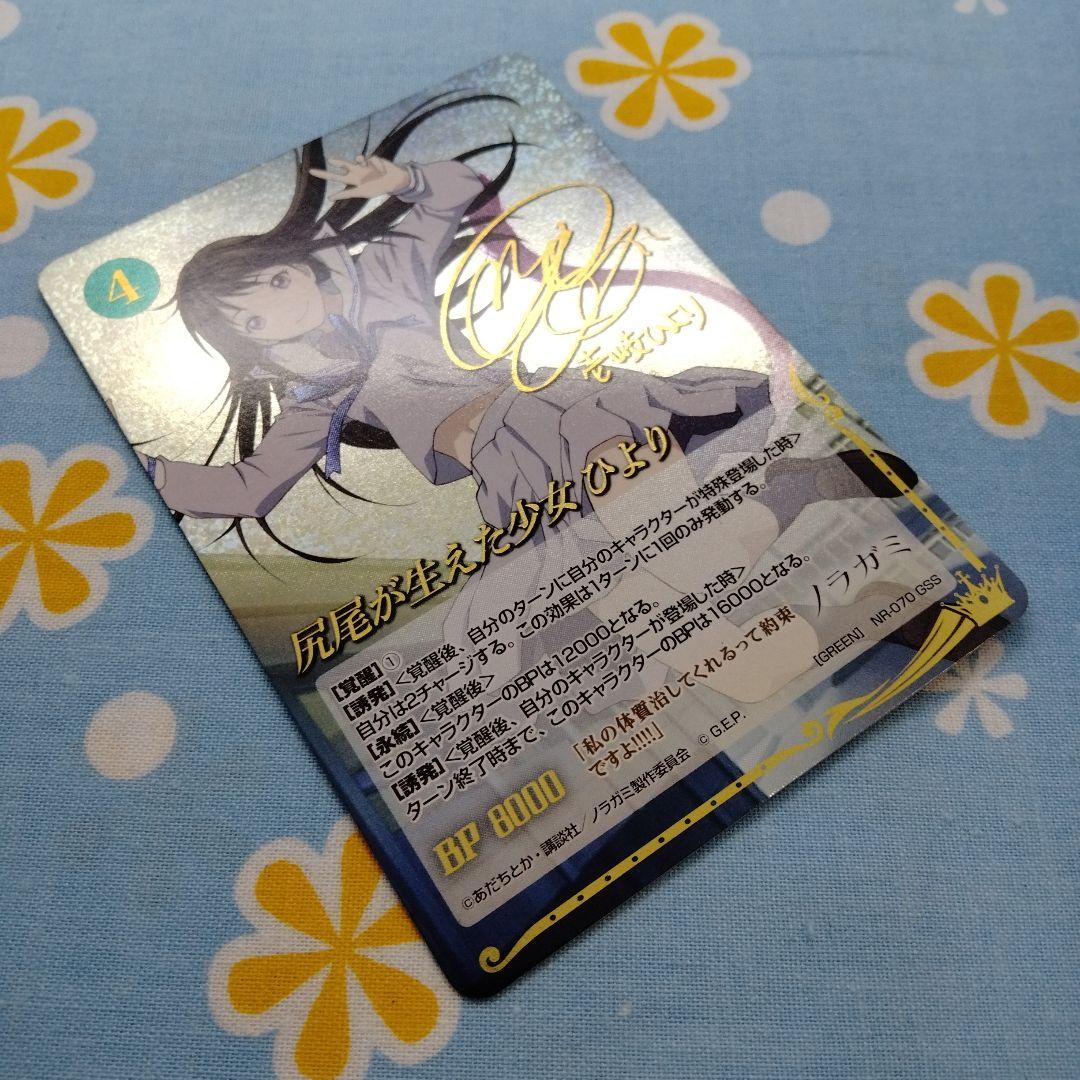 4
壱岐ひより
尻尾が生えた少女 ひより
【覚醒】①
【誘発】<覚醒後、自分のターンに自分のキャラクターが特殊登場した時>
自分は2チャージする。この効果は1ターンに1回のみ発動する。
【永続】<覚醒後>
このキャラクターのBPは12000となる。
【誘発】<覚醒後、自分のキャラクターが登場した時>
ターン終了時まで、このキャラクターのBPは16000となる。
「私の体質治してくれるって約束
ですよ!!!!」
ノラガミ
BP 8000
[GREEN] NR-070 GSS
©あだちとか・講談社/ノラガミ製作委員会 © G.E.P.